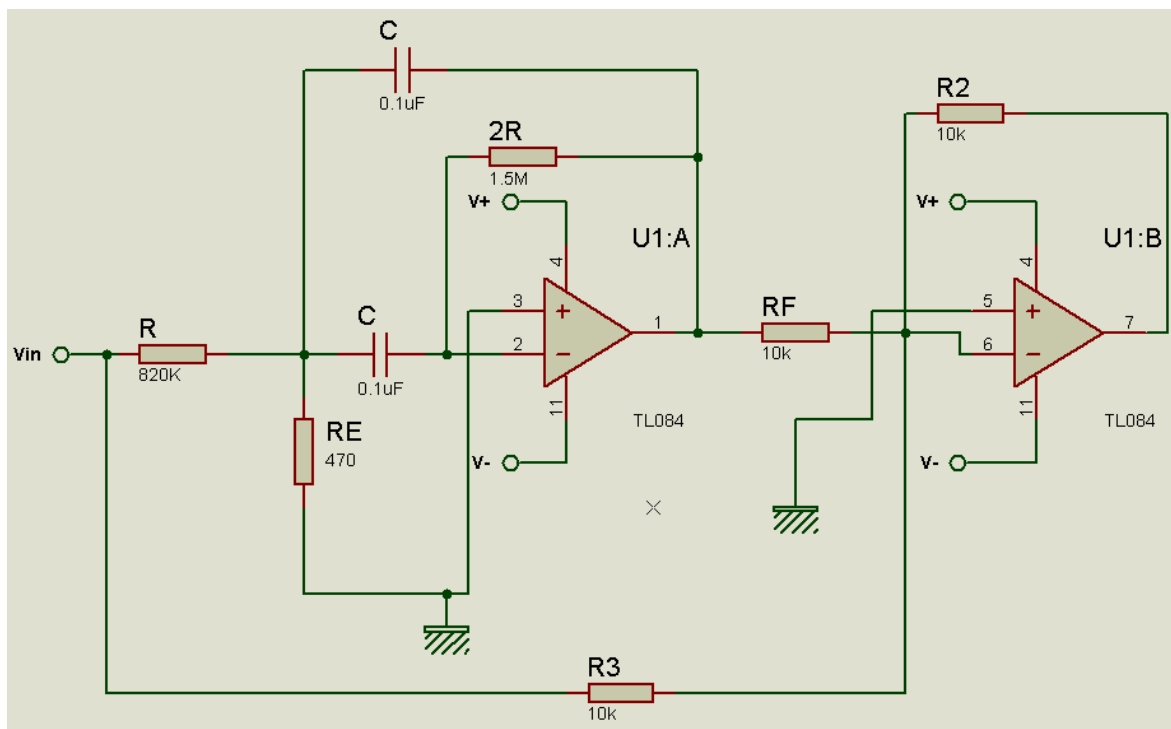 C
0.1uF
2R
1.5M
V+
4
U1:A
3
+
2
−
1
11
TL084
V-
Vin
R
820K
C
0.1uF
RE
470
RF
10k
R2
10k
V+
4
U1:B
5
+
6
−
7
11
TL084
V-
R3
10k